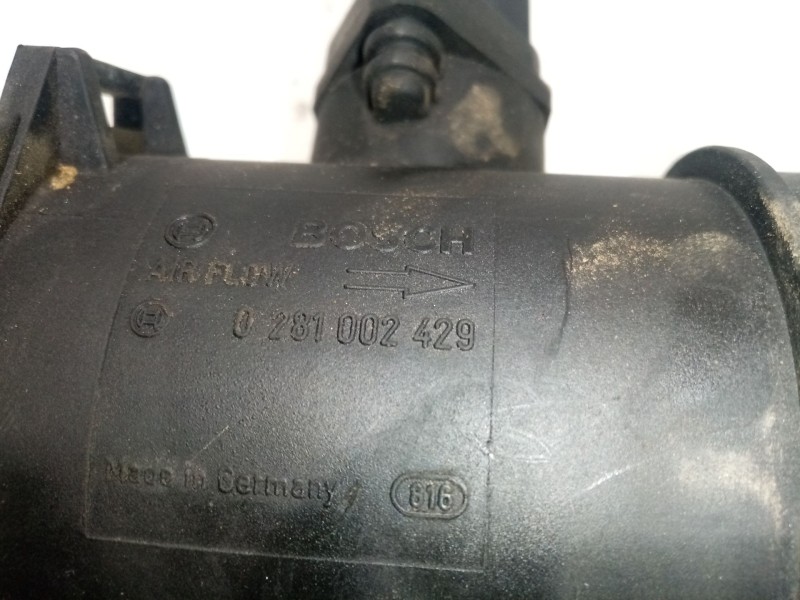 BOSCH
AIR FLOW
0 281 002 429
Made in Germany
816